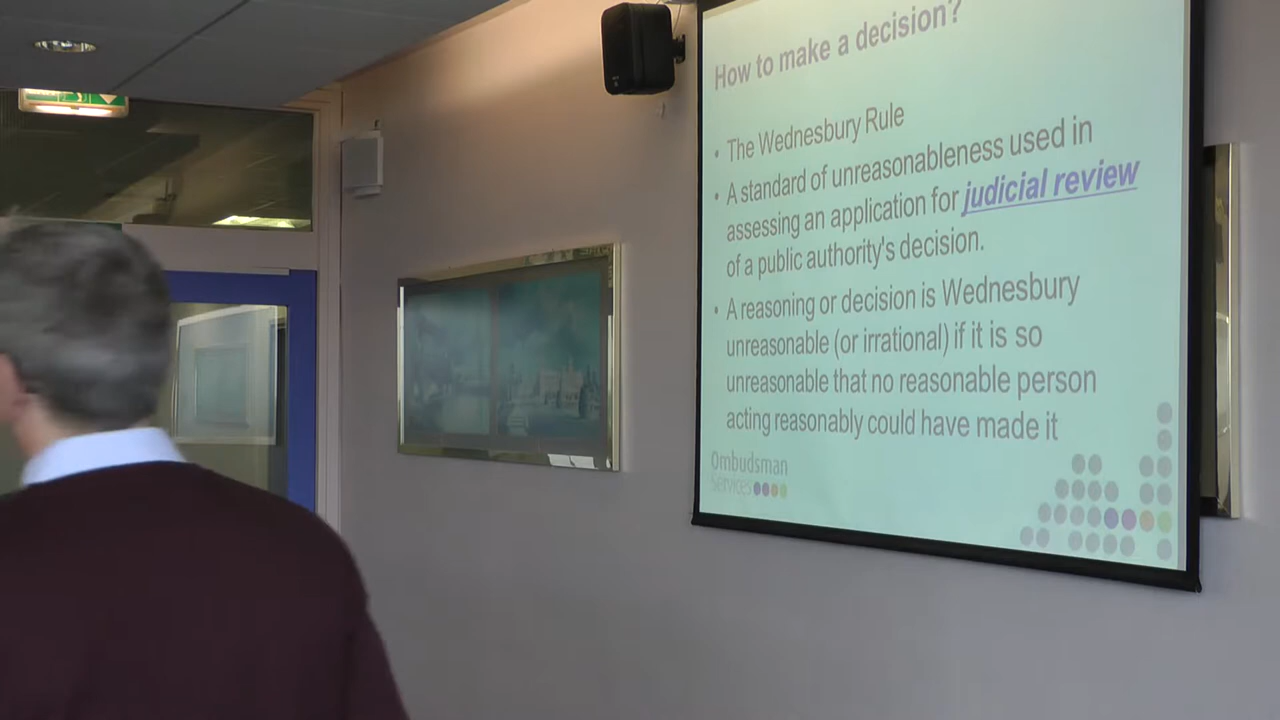 How to make a decision?
• The Wednesbury Rule
• A standard of unreasonableness used in
assessing an application for judicial review
of a public authority's decision.
• A reasoning or decision is Wednesbury
unreasonable (or irrational) if it is so
unreasonable that no reasonable person
acting reasonably could have made it
Ombudsman
Services